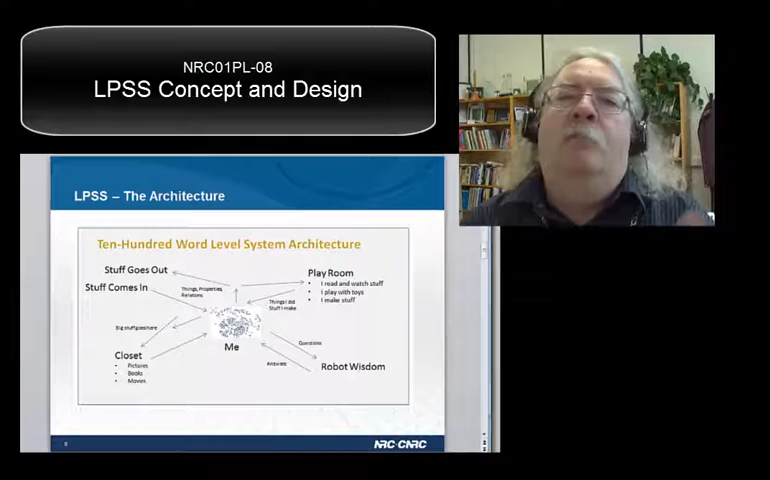 NRC01PL-08
LPSS Concept and Design
LPSS – The Architecture
Ten-Hundred Word Level System Architecture
Stuff Goes Out
Stuff Comes In
Things, Properties,
Relations
Play Room
• I read and watch stuff
• I play with toys
• I make stuff
Things I did
Stuff I make
Big stuff goes here
Me
Closet
• Pictures
• Books
• Movies
Questions
Answers
Robot Wisdom
8
NRC·CNRC